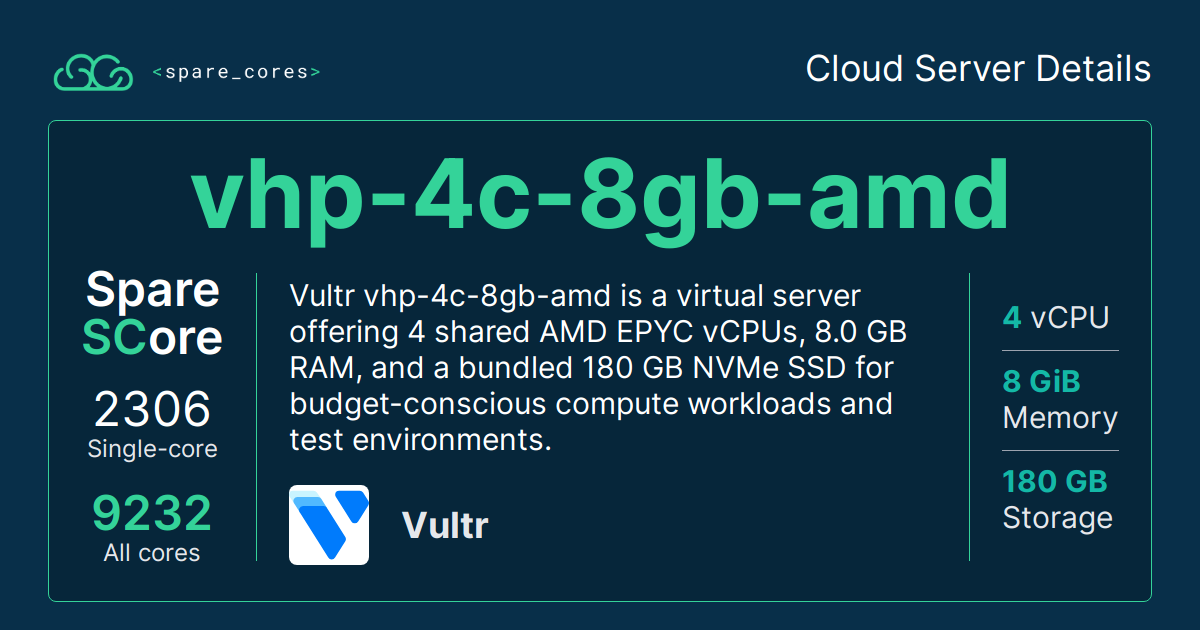 <spare_cores>
Cloud Server Details
vhp-4c-8gb-amd
Spare
SCore
2306
Single-core
9232
All cores
Vultr vhp-4c-8gb-amd is a virtual server
offering 4 shared AMD EPYC vCPUs, 8.0 GB
RAM, and a bundled 180 GB NVMe SSD for
budget-conscious compute workloads and
test environments.
Vultr
4 vCPU
8 GiB
Memory
180 GB
Storage